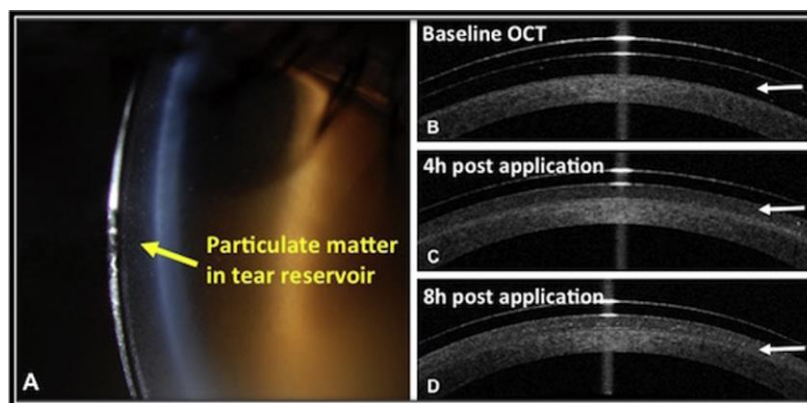 Baseline OCT
B
4h post application
C
Particulate matter
in tear reservoir
8h post application
A
D